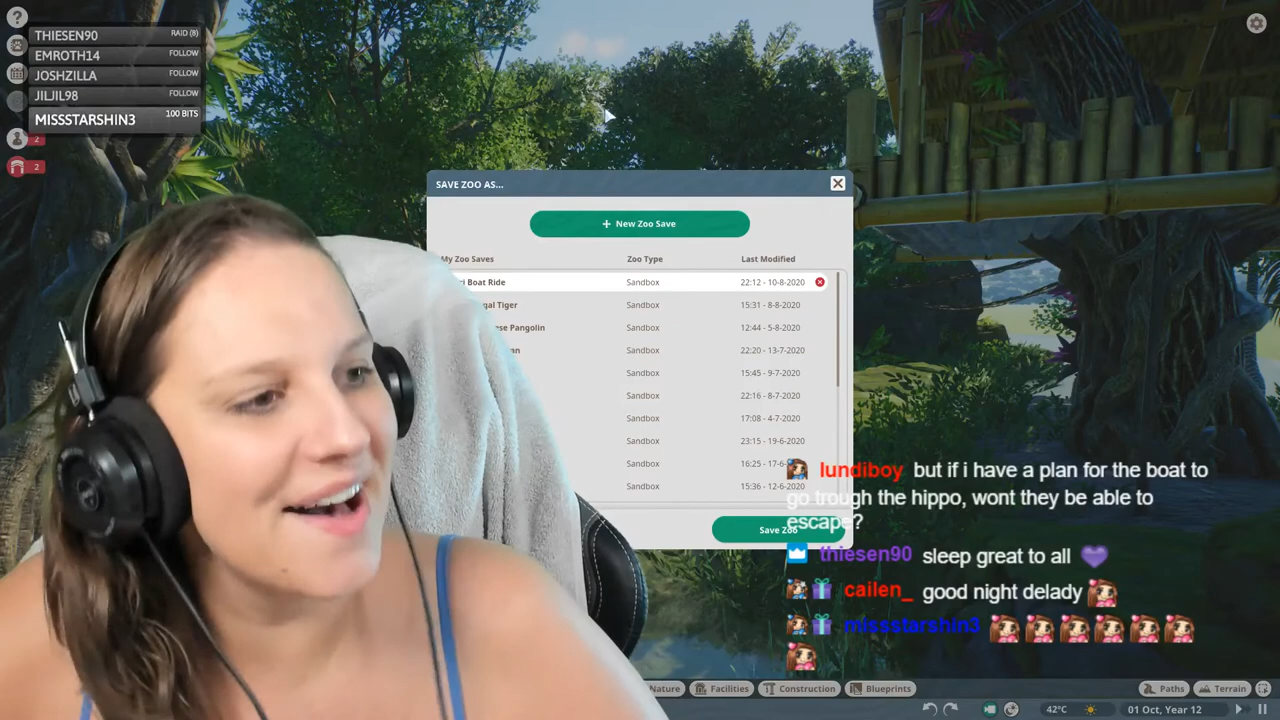 ?
THIESEN90 RAID (8)
EMROTH14 FOLLOW
JOSHZILLA FOLLOW
JILJIL98 FOLLOW
MISSSTARSHIN3 100 BITS
2
2
SAVE ZOO AS...
+ New Zoo Save
My Zoo Saves Zoo Type Last Modified
Boat Ride Sandbox 22:12 - 10-8-2020
Tiger Sandbox 15:31 - 8-8-2020
Pangolin Sandbox 12:44 - 5-8-2020
Sandbox 22:20 - 13-7-2020
Sandbox 15:45 - 9-7-2020
Sandbox 22:16 - 8-7-2020
Sandbox 17:08 - 4-7-2020
Sandbox 23:15 - 19-6-2020
Sandbox 16:25 - 17-6-
Sandbox 15:36 - 12-6-2020
Save Zoo
lundiboy but if i have a plan for the boat to
go trough the hippo, wont they be able to
escape?
thiesen90 sleep great to all
cailen_ good night delady
missstarshin3
Nature Facilities Construction Blueprints Paths Terrain
42°C 01 Oct, Year 12